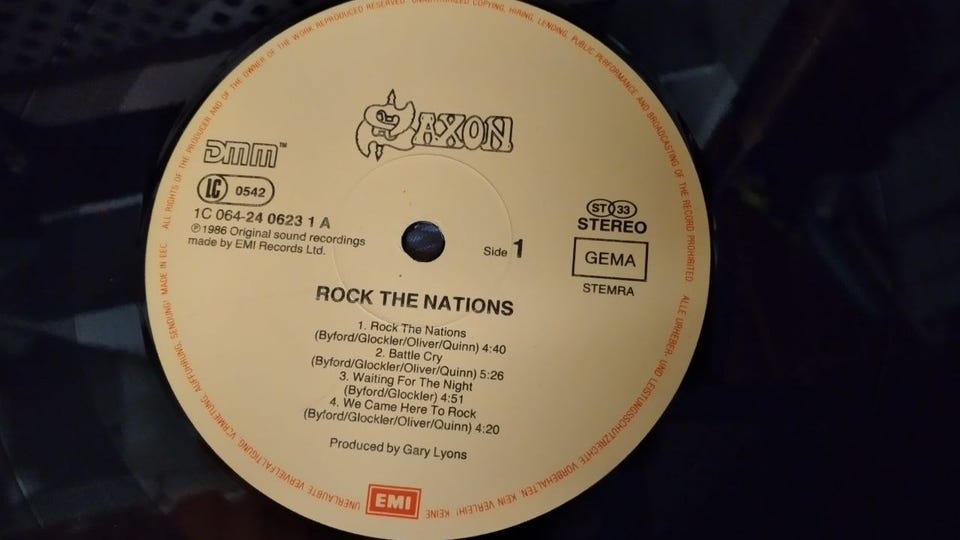 SAXON
DMM™
LC 0542
1C 064-24 0623 1 A
Ⓟ 1986 Original sound recordings
made by EMI Records Ltd.
ST 33
STEREO
GEMA
STEMRA
Side 1
ROCK THE NATIONS
1. Rock The Nations
(Byford/Glockler/Oliver/Quinn) 4:40
2. Battle Cry
(Byford/Glockler/Oliver/Quinn) 5:26
3. Waiting For The Night
(Byford/Glockler) 4:51
4. We Came Here To Rock
(Byford/Glockler/Oliver/Quinn) 4:20
Produced by Gary Lyons
EMI
MADE IN EEC ALL RIGHTS OF THE PRODUCER AND OF THE OWNER OF THE WORK REPRODUCED RESERVED UNAUTHORIZED COPYING, HIRING, LENDING, PUBLIC PERFORMANCE AND BROADCASTING OF THE RECORD PROHIBITED
ALLE URHEBER- UND LEISTUNGSSCHUTZRECHTE VORBEHALTEN KEIN VERLEIH! KEINE UNERLAUBTE VERVIELFÄLTIGUNG, VERMIETUNG, AUFFÜHRUNG, SENDUNG!